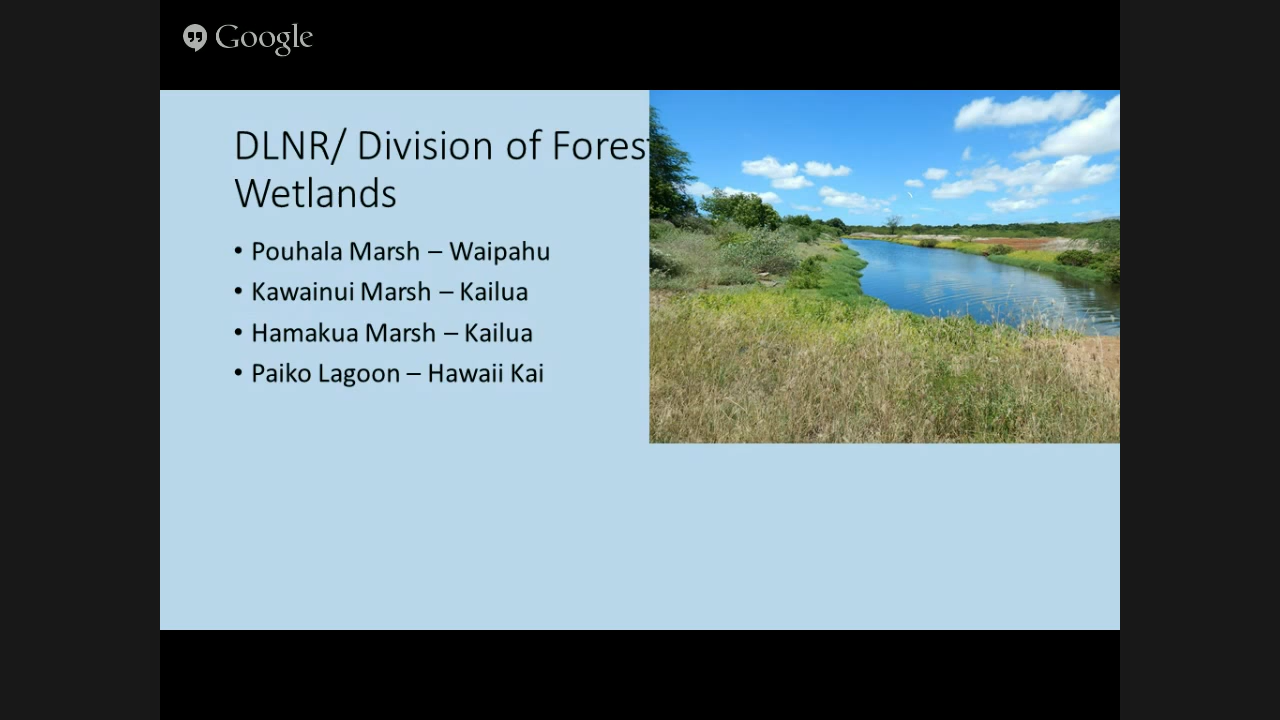 Google
DLNR/ Division of Fores
Wetlands
• Pouhala Marsh – Waipahu
• Kawainui Marsh – Kailua
• Hamakua Marsh – Kailua
• Paiko Lagoon – Hawaii Kai